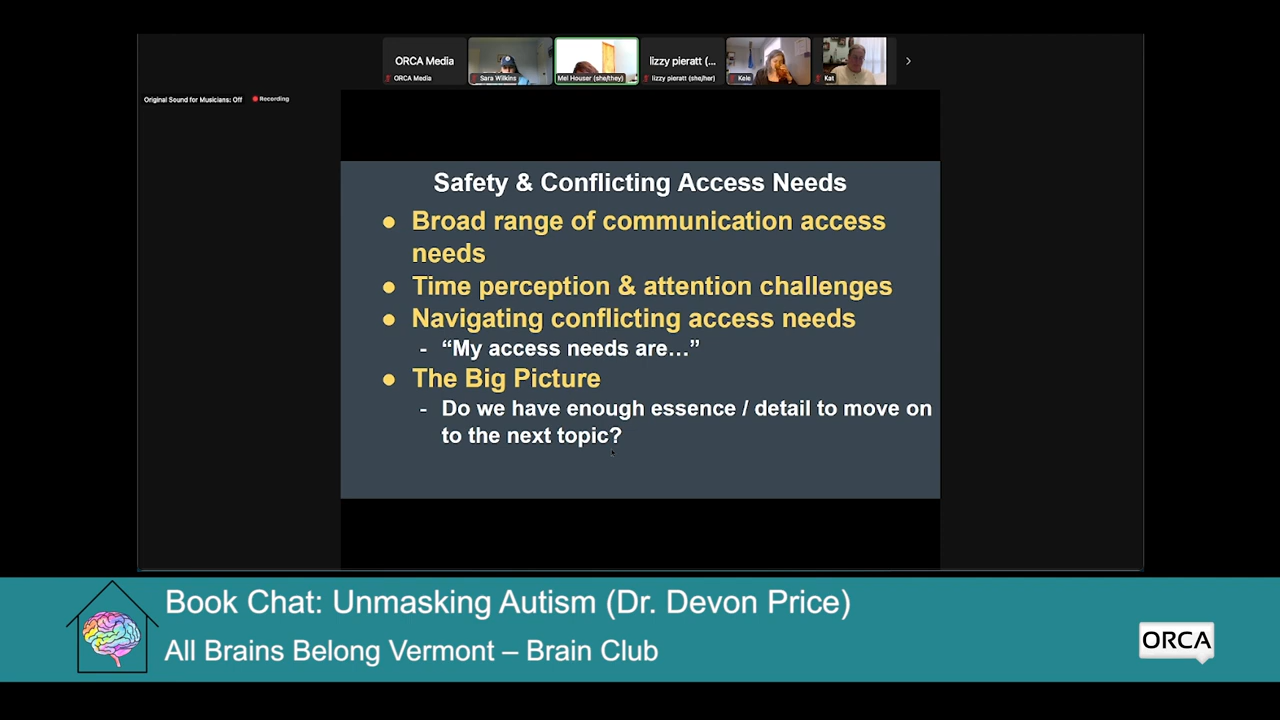 ORCA Media
lizzy pieratt (...
ORCA Media
Sara Wilkins
Mel Houser (she/they)
lizzy pieratt (she/her)
Kele
Kat
Original Sound for Musicians: Off
Recording
Safety & Conflicting Access Needs
● Broad range of communication access
needs
● Time perception & attention challenges
● Navigating conflicting access needs
- “My access needs are…”
● The Big Picture
- Do we have enough essence / detail to move on
to the next topic?
Book Chat: Unmasking Autism (Dr. Devon Price)
All Brains Belong Vermont – Brain Club
ORCA